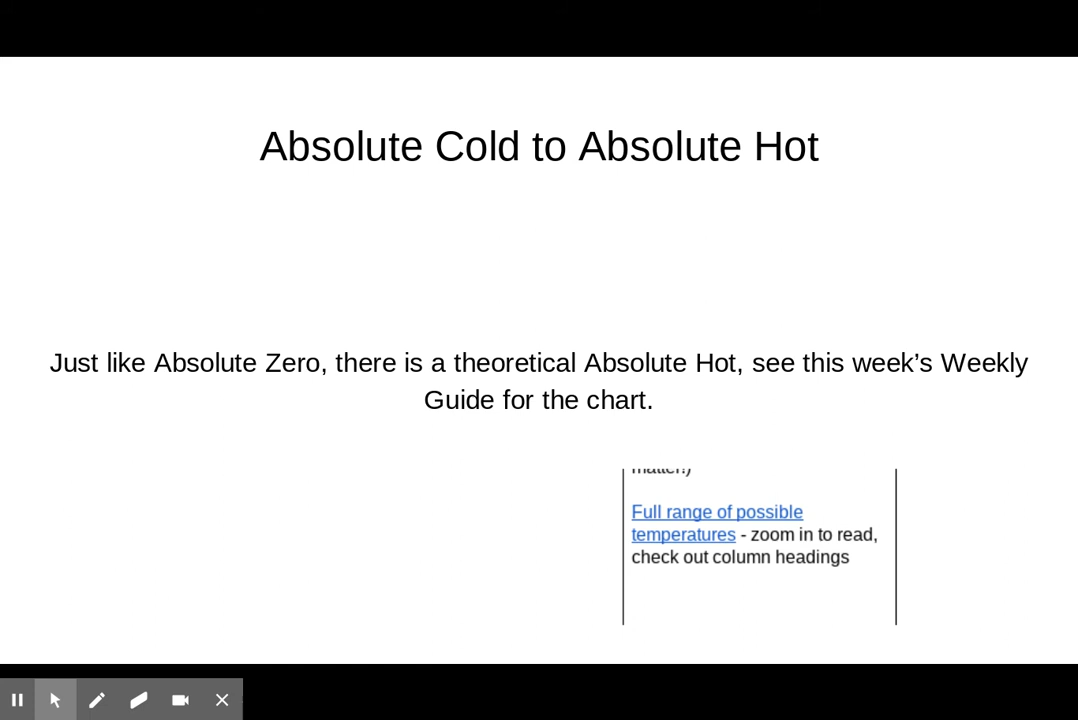 Absolute Cold to Absolute Hot
Just like Absolute Zero, there is a theoretical Absolute Hot, see this week’s Weekly
Guide for the chart.
matter!)
Full range of possible
temperatures - zoom in to read,
check out column headings